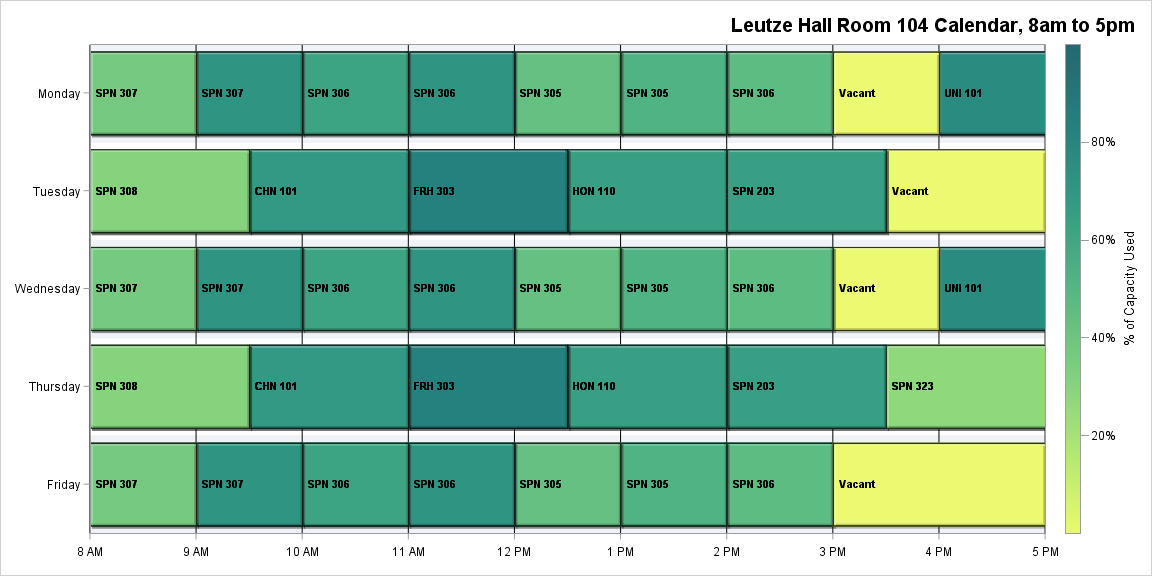 Leutze Hall Room 104 Calendar, 8am to 5pm
Monday
SPN 307
SPN 307
SPN 306
SPN 306
SPN 305
SPN 305
SPN 306
Vacant
UNI 101
Tuesday
SPN 308
CHN 101
FRH 303
HON 110
SPN 203
Vacant
Wednesday
SPN 307
SPN 307
SPN 306
SPN 306
SPN 305
SPN 305
SPN 306
Vacant
UNI 101
Thursday
SPN 308
CHN 101
FRH 303
HON 110
SPN 203
SPN 323
Friday
SPN 307
SPN 307
SPN 306
SPN 306
SPN 305
SPN 305
SPN 306
Vacant
8 AM
9 AM
10 AM
11 AM
12 PM
1 PM
2 PM
3 PM
4 PM
5 PM
80%
60%
40%
20%
% of Capacity Used